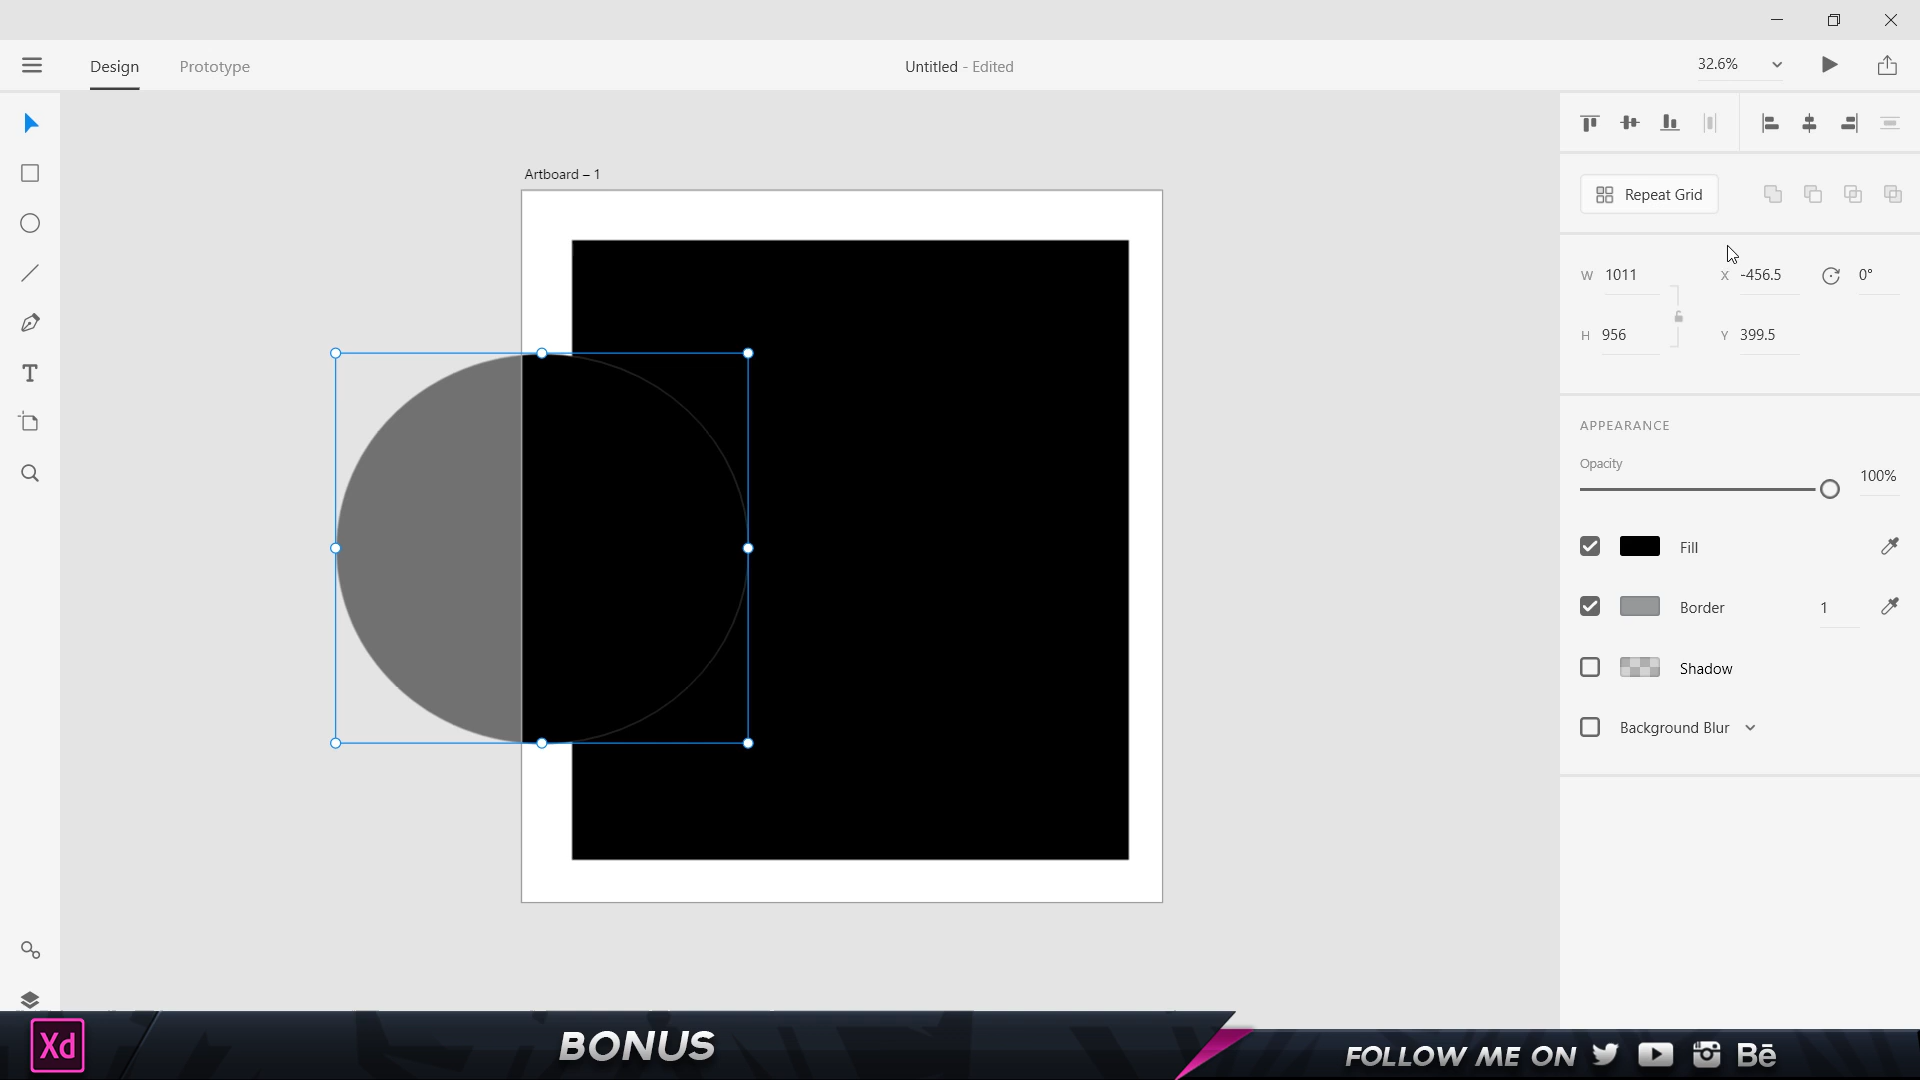 Design
Prototype
Untitled - Edited
32.6%
Artboard – 1
Repeat Grid
W 1011
X -456.5
0°
H 956
Y 399.5
APPEARANCE
Opacity
100%
Fill
Border
1
Shadow
Background Blur
T
Xd
BONUS
FOLLOW ME ON
Bē